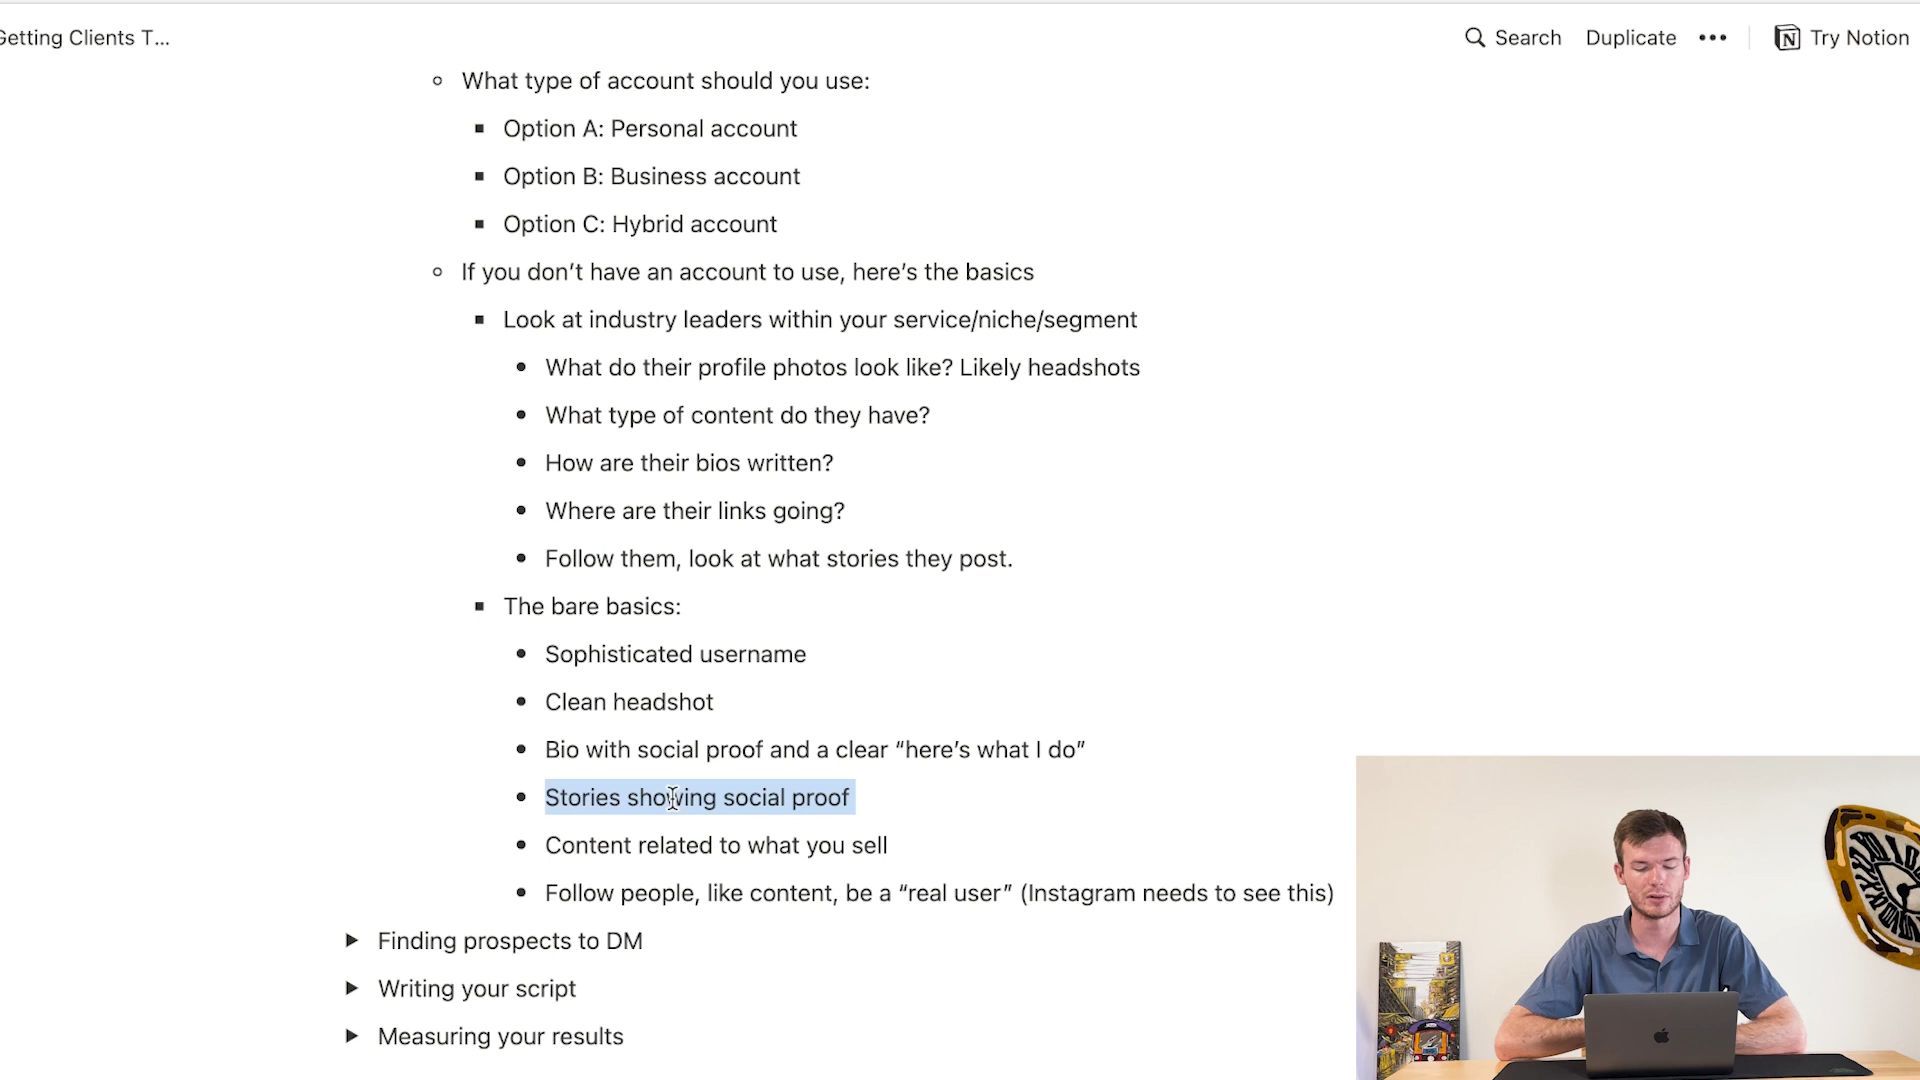 Getting Clients T...
Search Duplicate ••• Try Notion
What type of account should you use:
Option A: Personal account
Option B: Business account
Option C: Hybrid account
If you don’t have an account to use, here’s the basics
Look at industry leaders within your service/niche/segment
What do their profile photos look like? Likely headshots
What type of content do they have?
How are their bios written?
Where are their links going?
Follow them, look at what stories they post.
The bare basics:
Sophisticated username
Clean headshot
Bio with social proof and a clear “here’s what I do”
Stories showing social proof
Content related to what you sell
Follow people, like content, be a “real user” (Instagram needs to see this)
Finding prospects to DM
Writing your script
Measuring your results